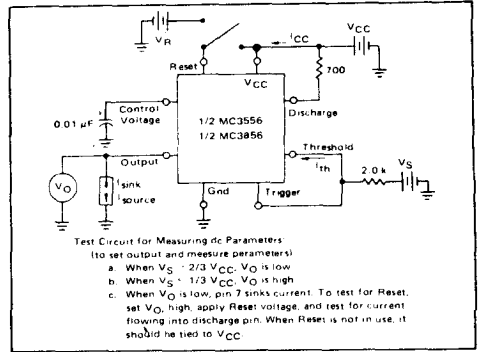 VR
ICC
VCC
Reset
VCC
700
Control
Voltage
0.01 µF
Discharge
1/2 MC3556
1/2 MC3856
Threshold
Output
Ith
VS
2.0 k
VO
Isink
Isource
Gnd
Trigger
Test Circuit for Measuring dc Parameters
(to set output and measure perameters)
a. When VS 2/3 VCC, VO is low
b. When VS 1/3 VCC, VO is high
c. When VO is low, pin 7 sinks current. To test for Reset,
set VO, high, apply Reset voltage, and test for current
flowing into discharge pin. When Reset is not in use, it
should be tied to VCC.